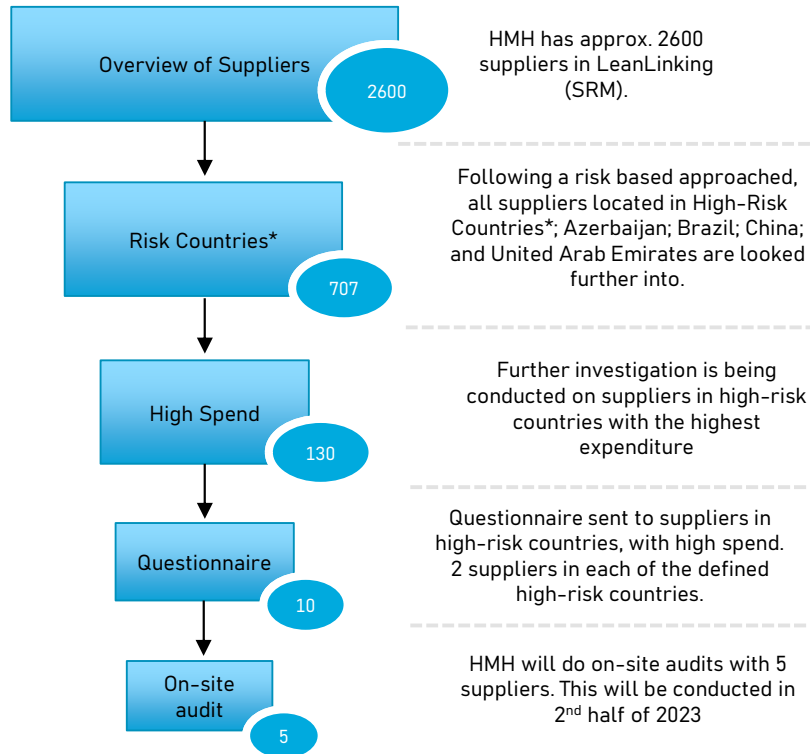 Overview of Suppliers
2600
HMH has approx. 2600
suppliers in LeanLinking
(SRM).
Risk Countries*
707
Following a risk based approached,
all suppliers located in High-Risk
Countries*; Azerbaijan; Brazil; China;
and United Arab Emirates are looked
further into.
High Spend
130
Further investigation is being
conducted on suppliers in high-risk
countries with the highest
expenditure
Questionnaire
10
Questionnaire sent to suppliers in
high-risk countries, with high spend.
2 suppliers in each of the defined
high-risk countries.
On-site
audit
5
HMH will do on-site audits with 5
suppliers. This will be conducted in
2nd half of 2023